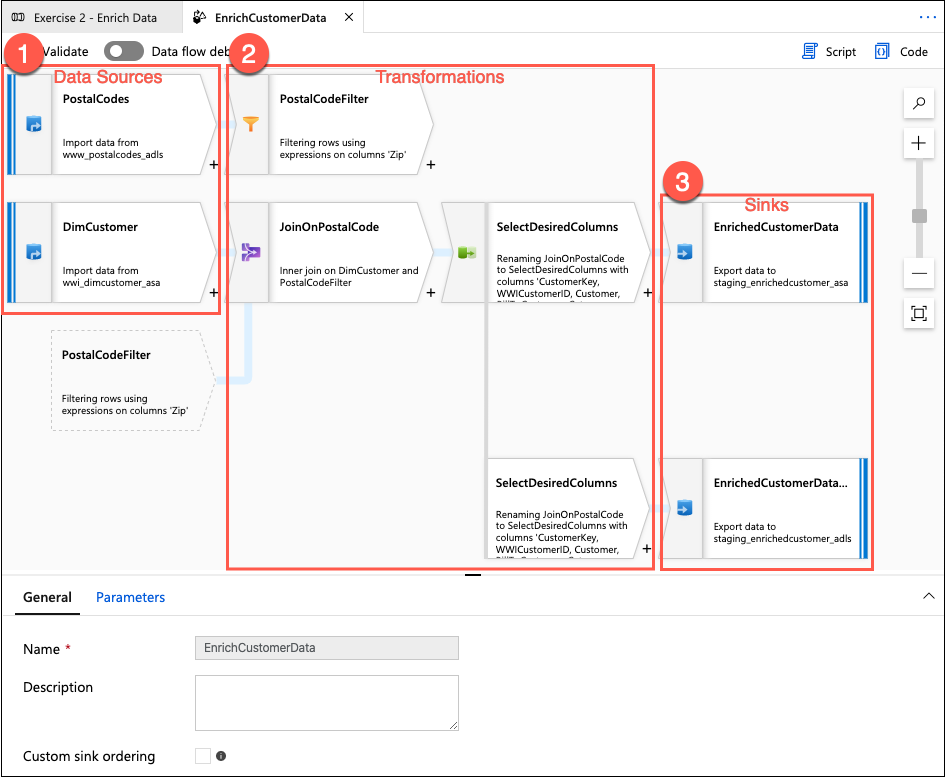 Exercise 2 - Enrich Data
EnrichCustomerData
Validate
Data flow deb
Script
Code
1
Data Sources
2
Transformations
3
Sinks
PostalCodes
Import data from
www_postalcodes_adls
PostalCodeFilter
Filtering rows using
expressions on columns 'Zip'
DimCustomer
Import data from
wwi_dimcustomer_asa
JoinOnPostalCode
Inner join on DimCustomer and
PostalCodeFilter
SelectDesiredColumns
Renaming JoinOnPostalCode
to SelectDesiredColumns with
columns 'CustomerKey,
WWICustomerID, Customer,
EnrichedCustomerData
Export data to
staging_enrichedcustomer_asa
PostalCodeFilter
Filtering rows using
expressions on columns 'Zip'
SelectDesiredColumns
Renaming JoinOnPostalCode
to SelectDesiredColumns with
columns 'CustomerKey,
WWICustomerID, Customer,
EnrichedCustomerData...
Export data to
staging_enrichedcustomer_adls
General
Parameters
Name *
EnrichCustomerData
Description
Custom sink ordering